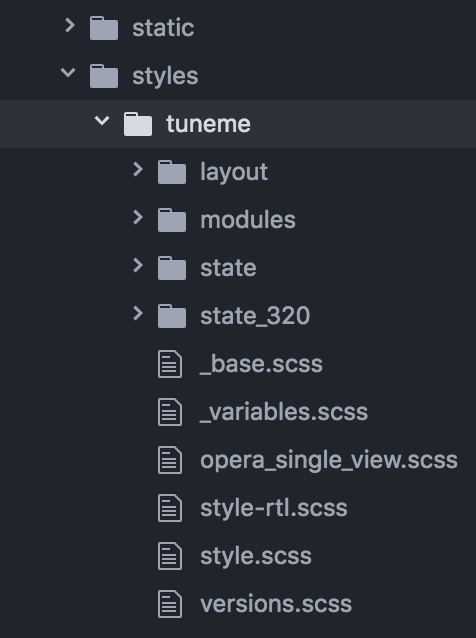 static
styles
tuneme
layout
modules
state
state_320
_base.scss
_variables.scss
opera_single_view.scss
style-rtl.scss
style.scss
versions.scss